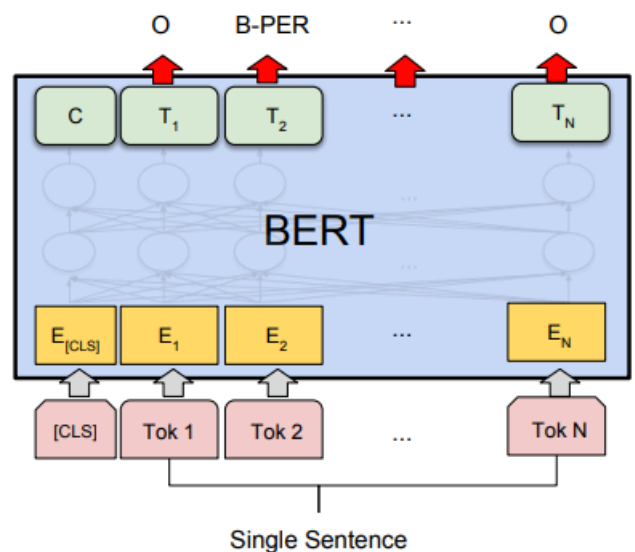 O B-PER ... O
C T1 T2 ... TN
...
BERT
...
E[CLS] E1 E2 ... EN
[CLS] Tok 1 Tok 2 ... Tok N
Single Sentence